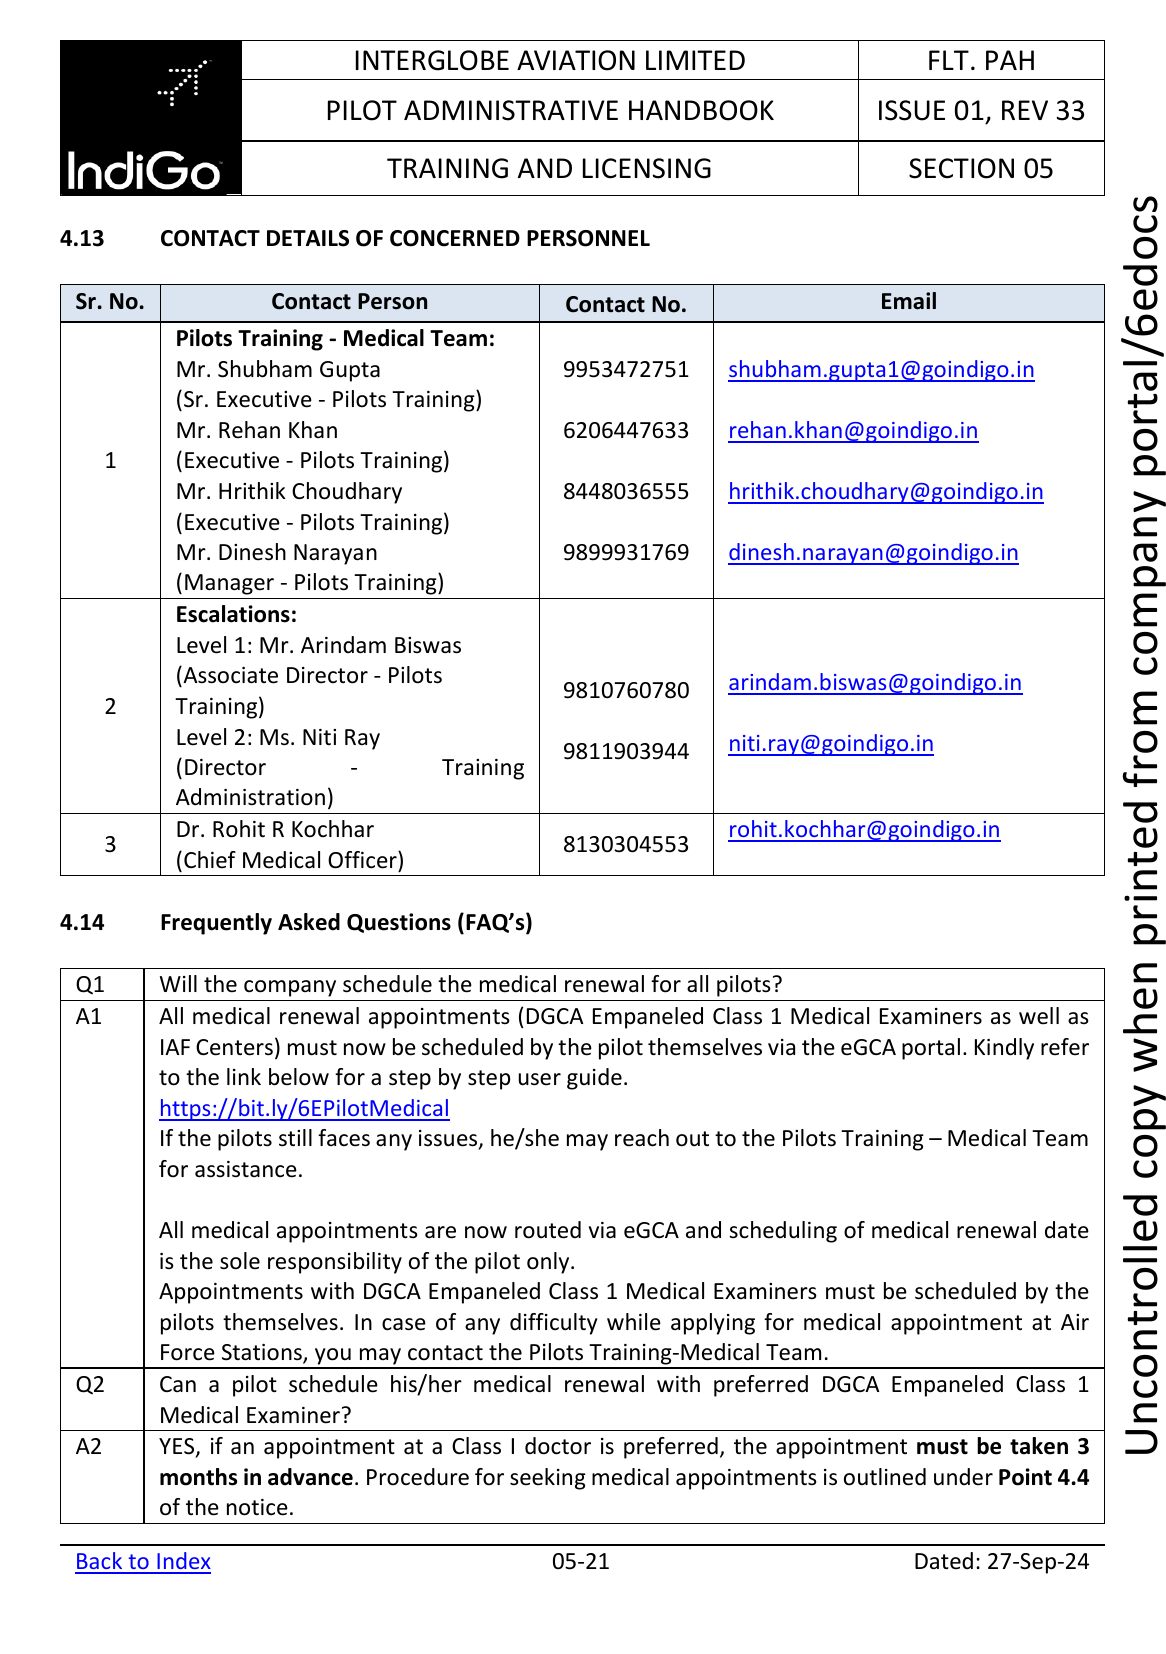 INTERGLOBE AVIATION LIMITED
FLT. PAH
PILOT ADMINISTRATIVE HANDBOOK
ISSUE 01, REV 33
IndiGo
TRAINING AND LICENSING
SECTION 05
4.13 CONTACT DETAILS OF CONCERNED PERSONNEL
Sr. No. Contact Person Contact No. Email
1
Pilots Training - Medical Team:
Mr. Shubham Gupta 9953472751 shubham.gupta1@goindigo.in
(Sr. Executive - Pilots Training)
Mr. Rehan Khan 6206447633 rehan.khan@goindigo.in
(Executive - Pilots Training)
Mr. Hrithik Choudhary 8448036555 hrithik.choudhary@goindigo.in
(Executive - Pilots Training)
Mr. Dinesh Narayan 9899931769 dinesh.narayan@goindigo.in
(Manager - Pilots Training)
2
Escalations:
Level 1: Mr. Arindam Biswas
(Associate Director - Pilots
Training)
9810760780 arindam.biswas@goindigo.in
Level 2: Ms. Niti Ray
(Director - Training
Administration)
9811903944 niti.ray@goindigo.in
3
Dr. Rohit R Kochhar
(Chief Medical Officer)
8130304553 rohit.kochhar@goindigo.in
4.14 Frequently Asked Questions (FAQ’s)
Q1 Will the company schedule the medical renewal for all pilots?
A1 All medical renewal appointments (DGCA Empaneled Class 1 Medical Examiners as well as
IAF Centers) must now be scheduled by the pilot themselves via the eGCA portal. Kindly refer
to the link below for a step by step user guide.
https://bit.ly/6EPilotMedical
If the pilots still faces any issues, he/she may reach out to the Pilots Training – Medical Team
for assistance.
All medical appointments are now routed via eGCA and scheduling of medical renewal date
is the sole responsibility of the pilot only.
Appointments with DGCA Empaneled Class 1 Medical Examiners must be scheduled by the
pilots themselves. In case of any difficulty while applying for medical appointment at Air
Force Stations, you may contact the Pilots Training-Medical Team.
Q2 Can a pilot schedule his/her medical renewal with preferred DGCA Empaneled Class 1
Medical Examiner?
A2 YES, if an appointment at a Class I doctor is preferred, the appointment must be taken 3
months in advance. Procedure for seeking medical appointments is outlined under Point 4.4
of the notice.
Back to Index 05-21 Dated: 27-Sep-24
Uncontrolled copy when printed from company portal/6edocs